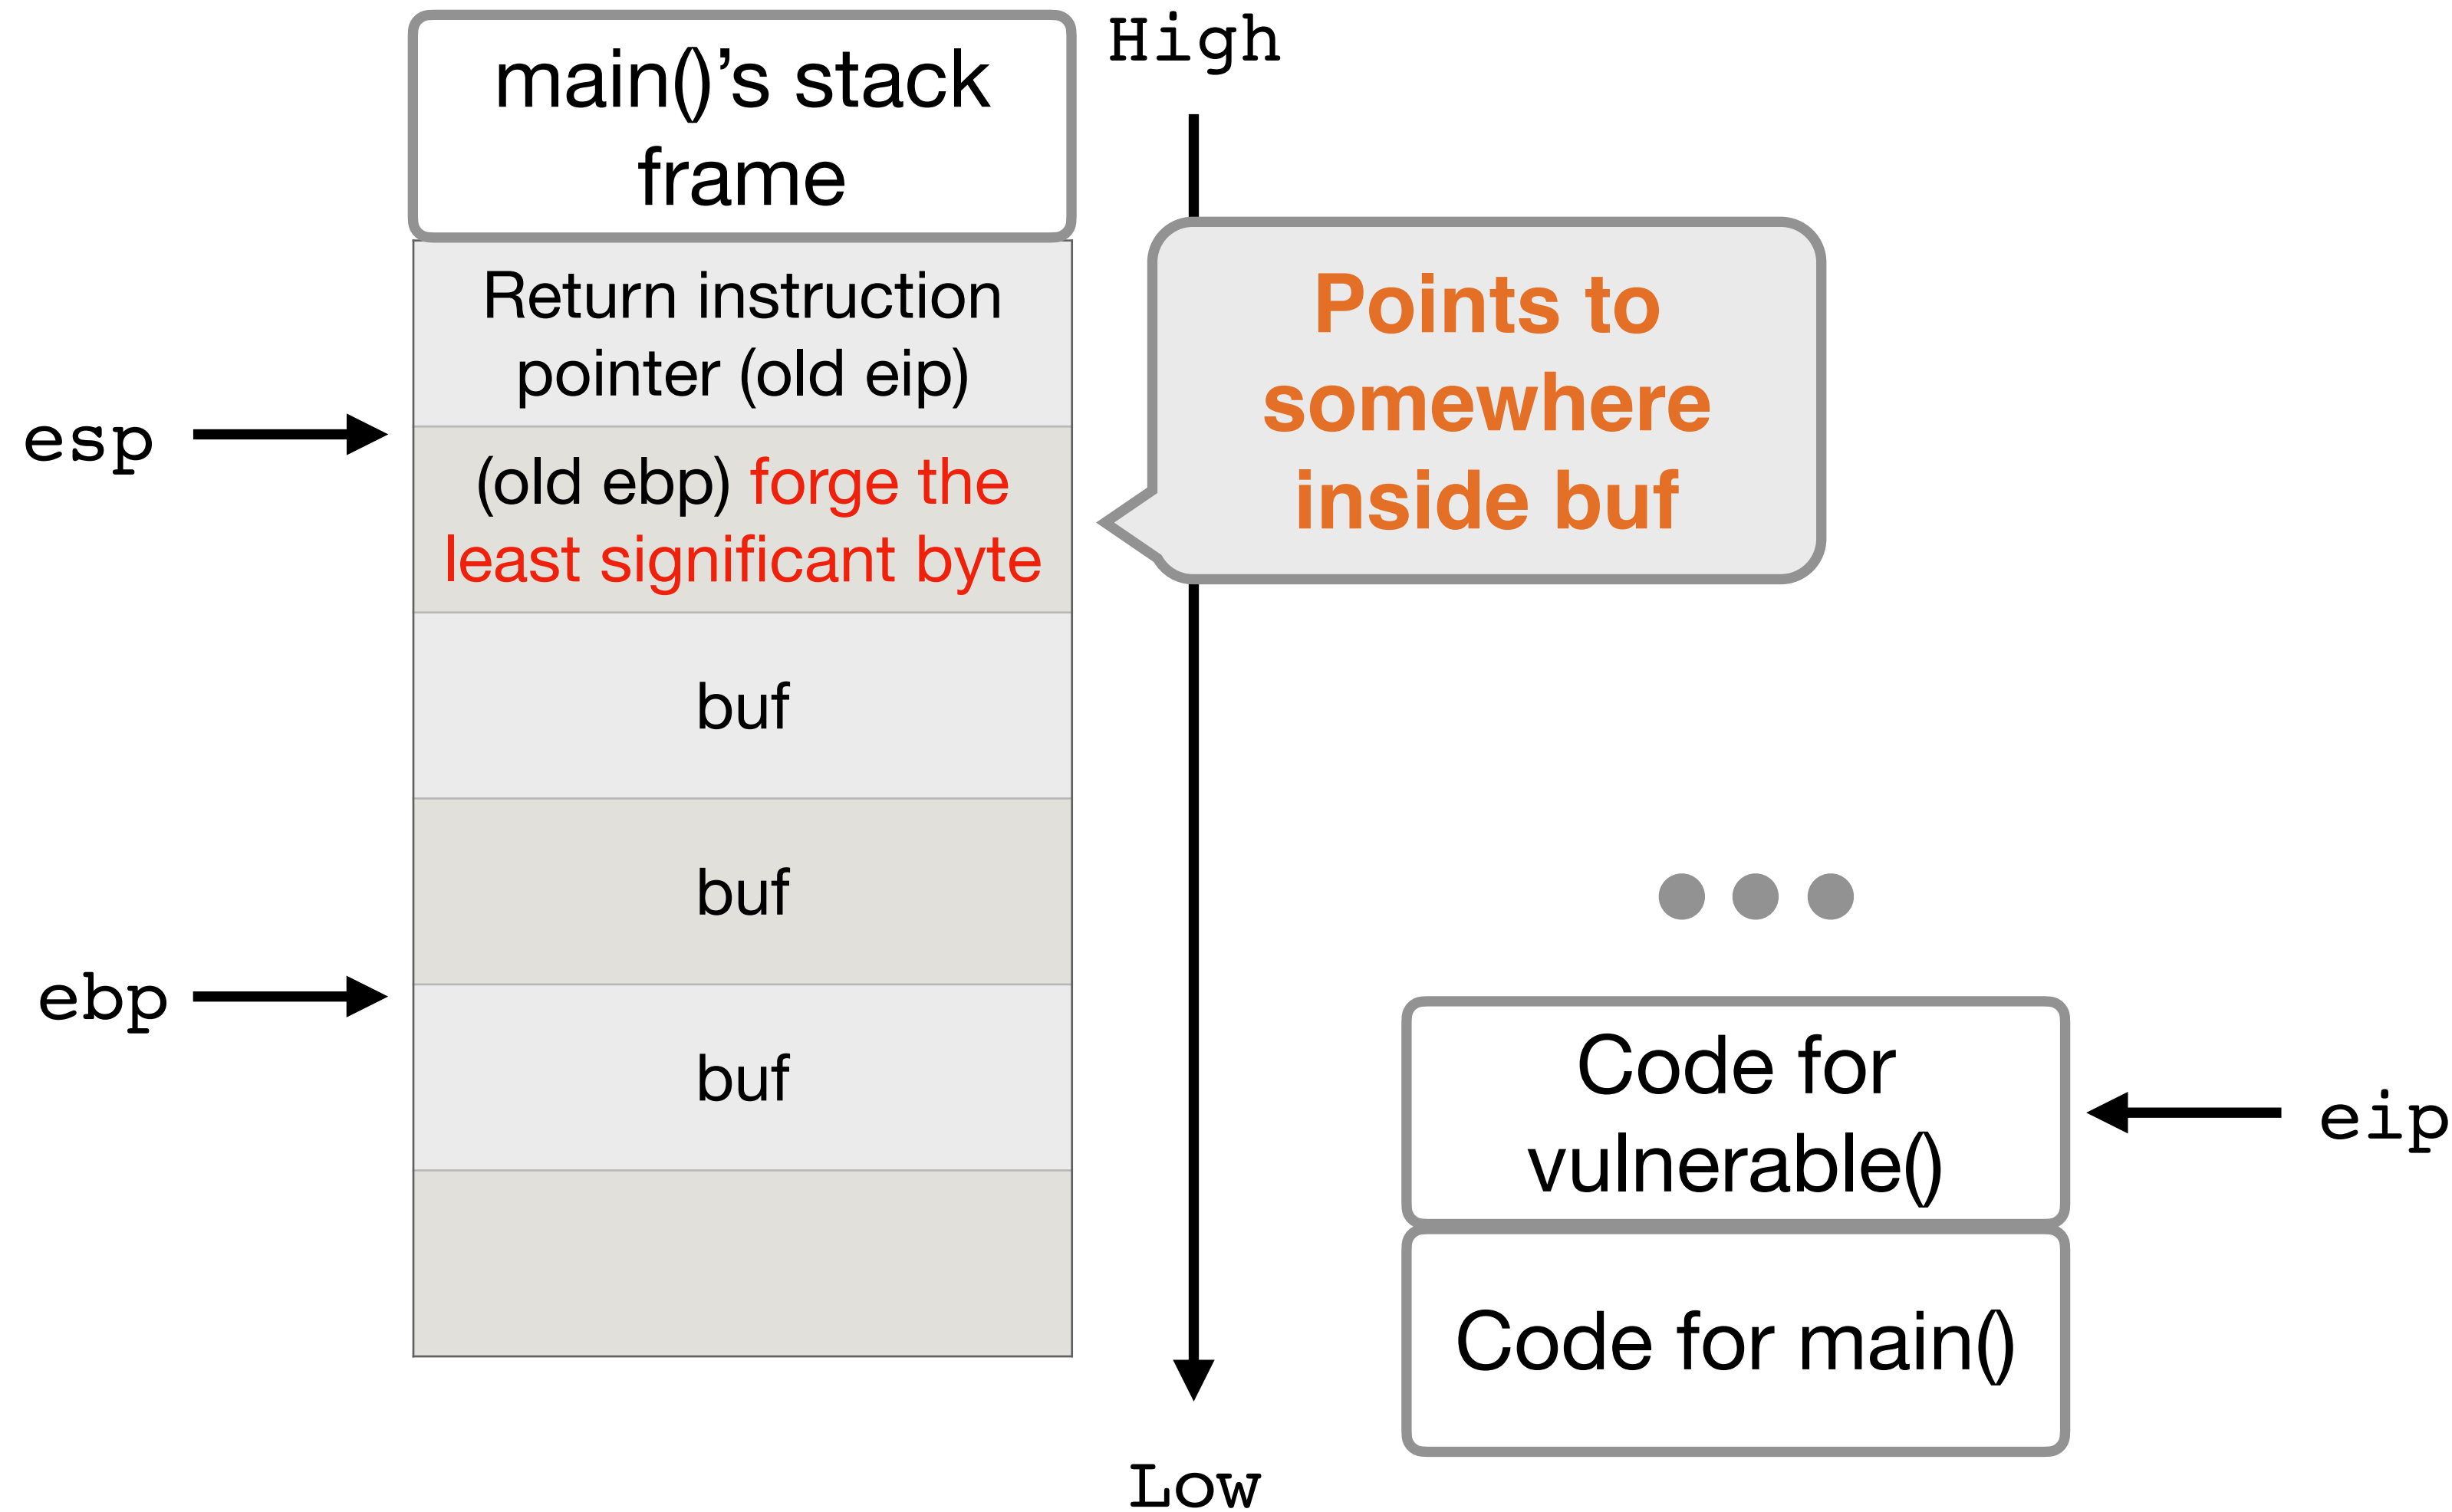 main()’s stack
frame
High
Return instruction
pointer (old eip)
Points to
somewhere
inside buf
esp
(old ebp) forge the
least significant byte
buf
buf
ebp
buf
Code for
vulnerable()
eip
Code for main()
Low